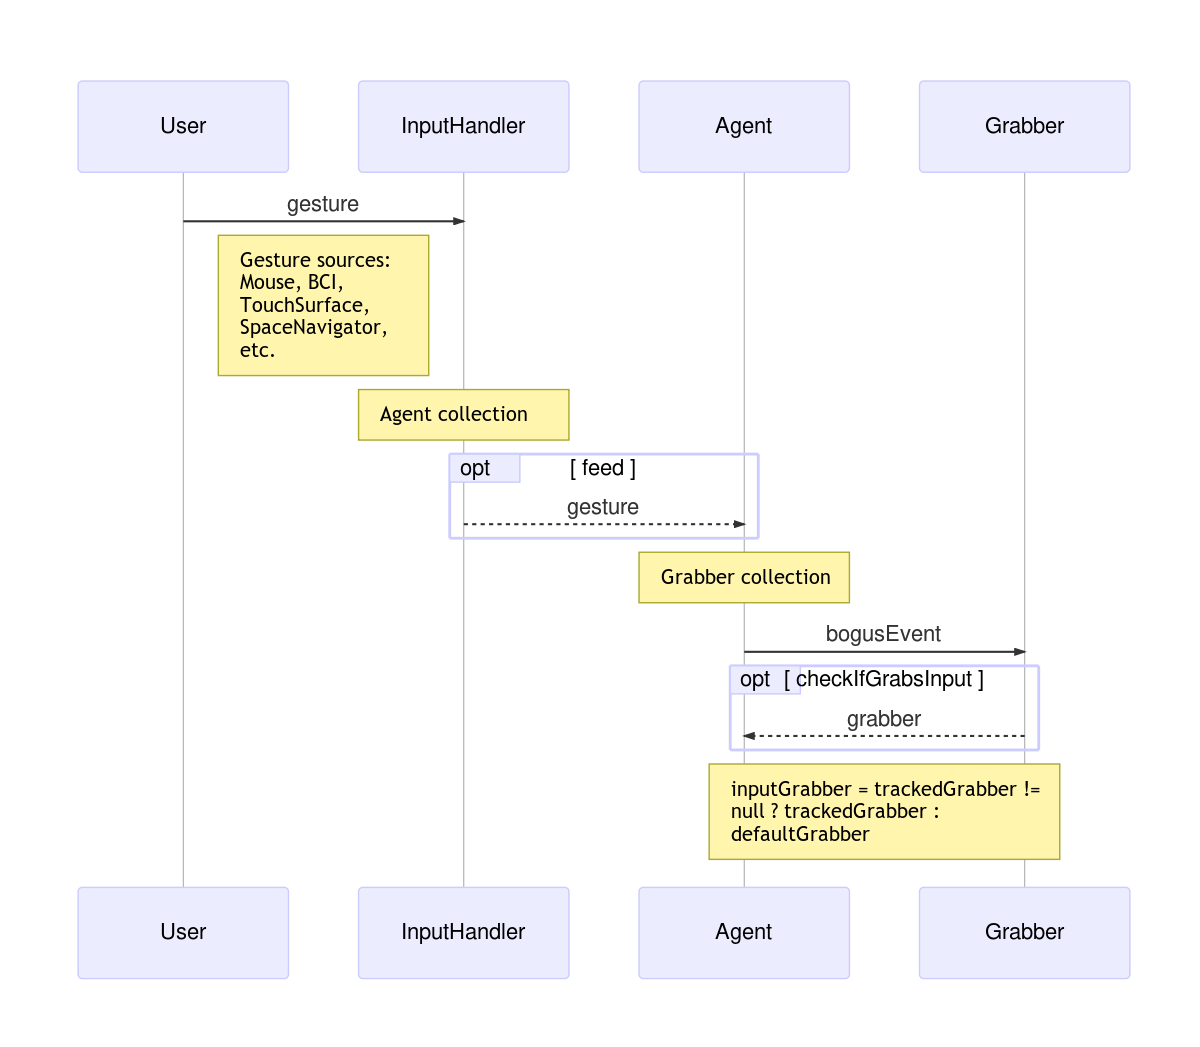 User
InputHandler
Agent
Grabber
gesture
Gesture sources:
Mouse, BCI,
TouchSurface,
SpaceNavigator,
etc.
Agent collection
opt
[ feed ]
gesture
Grabber collection
bogusEvent
opt
[ checkIfGrabsInput ]
grabber
inputGrabber = trackedGrabber !=
null ? trackedGrabber :
defaultGrabber
User
InputHandler
Agent
Grabber